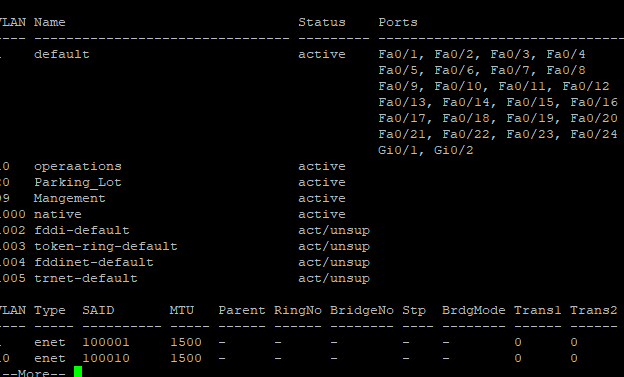 VLAN Name Status Ports
---- -------------------------------- --------- -------------------------------
1 default active Fa0/1, Fa0/2, Fa0/3, Fa0/4
Fa0/5, Fa0/6, Fa0/7, Fa0/8
Fa0/9, Fa0/10, Fa0/11, Fa0/12
Fa0/13, Fa0/14, Fa0/15, Fa0/16
Fa0/17, Fa0/18, Fa0/19, Fa0/20
Fa0/21, Fa0/22, Fa0/23, Fa0/24
Gi0/1, Gi0/2
10 operaations active
20 Parking_Lot active
99 Mangement active
1000 native active
1002 fddi-default act/unsup
1003 token-ring-default act/unsup
1004 fddinet-default act/unsup
1005 trnet-default act/unsup
VLAN Type SAID MTU Parent RingNo BridgeNo Stp BrdgMode Trans1 Trans2
---- ----- ---------- ----- ------ ------ -------- ---- -------- ------ ------
1 enet 100001 1500 - - - - - 0 0
10 enet 100010 1500 - - - - - 0 0
--More--